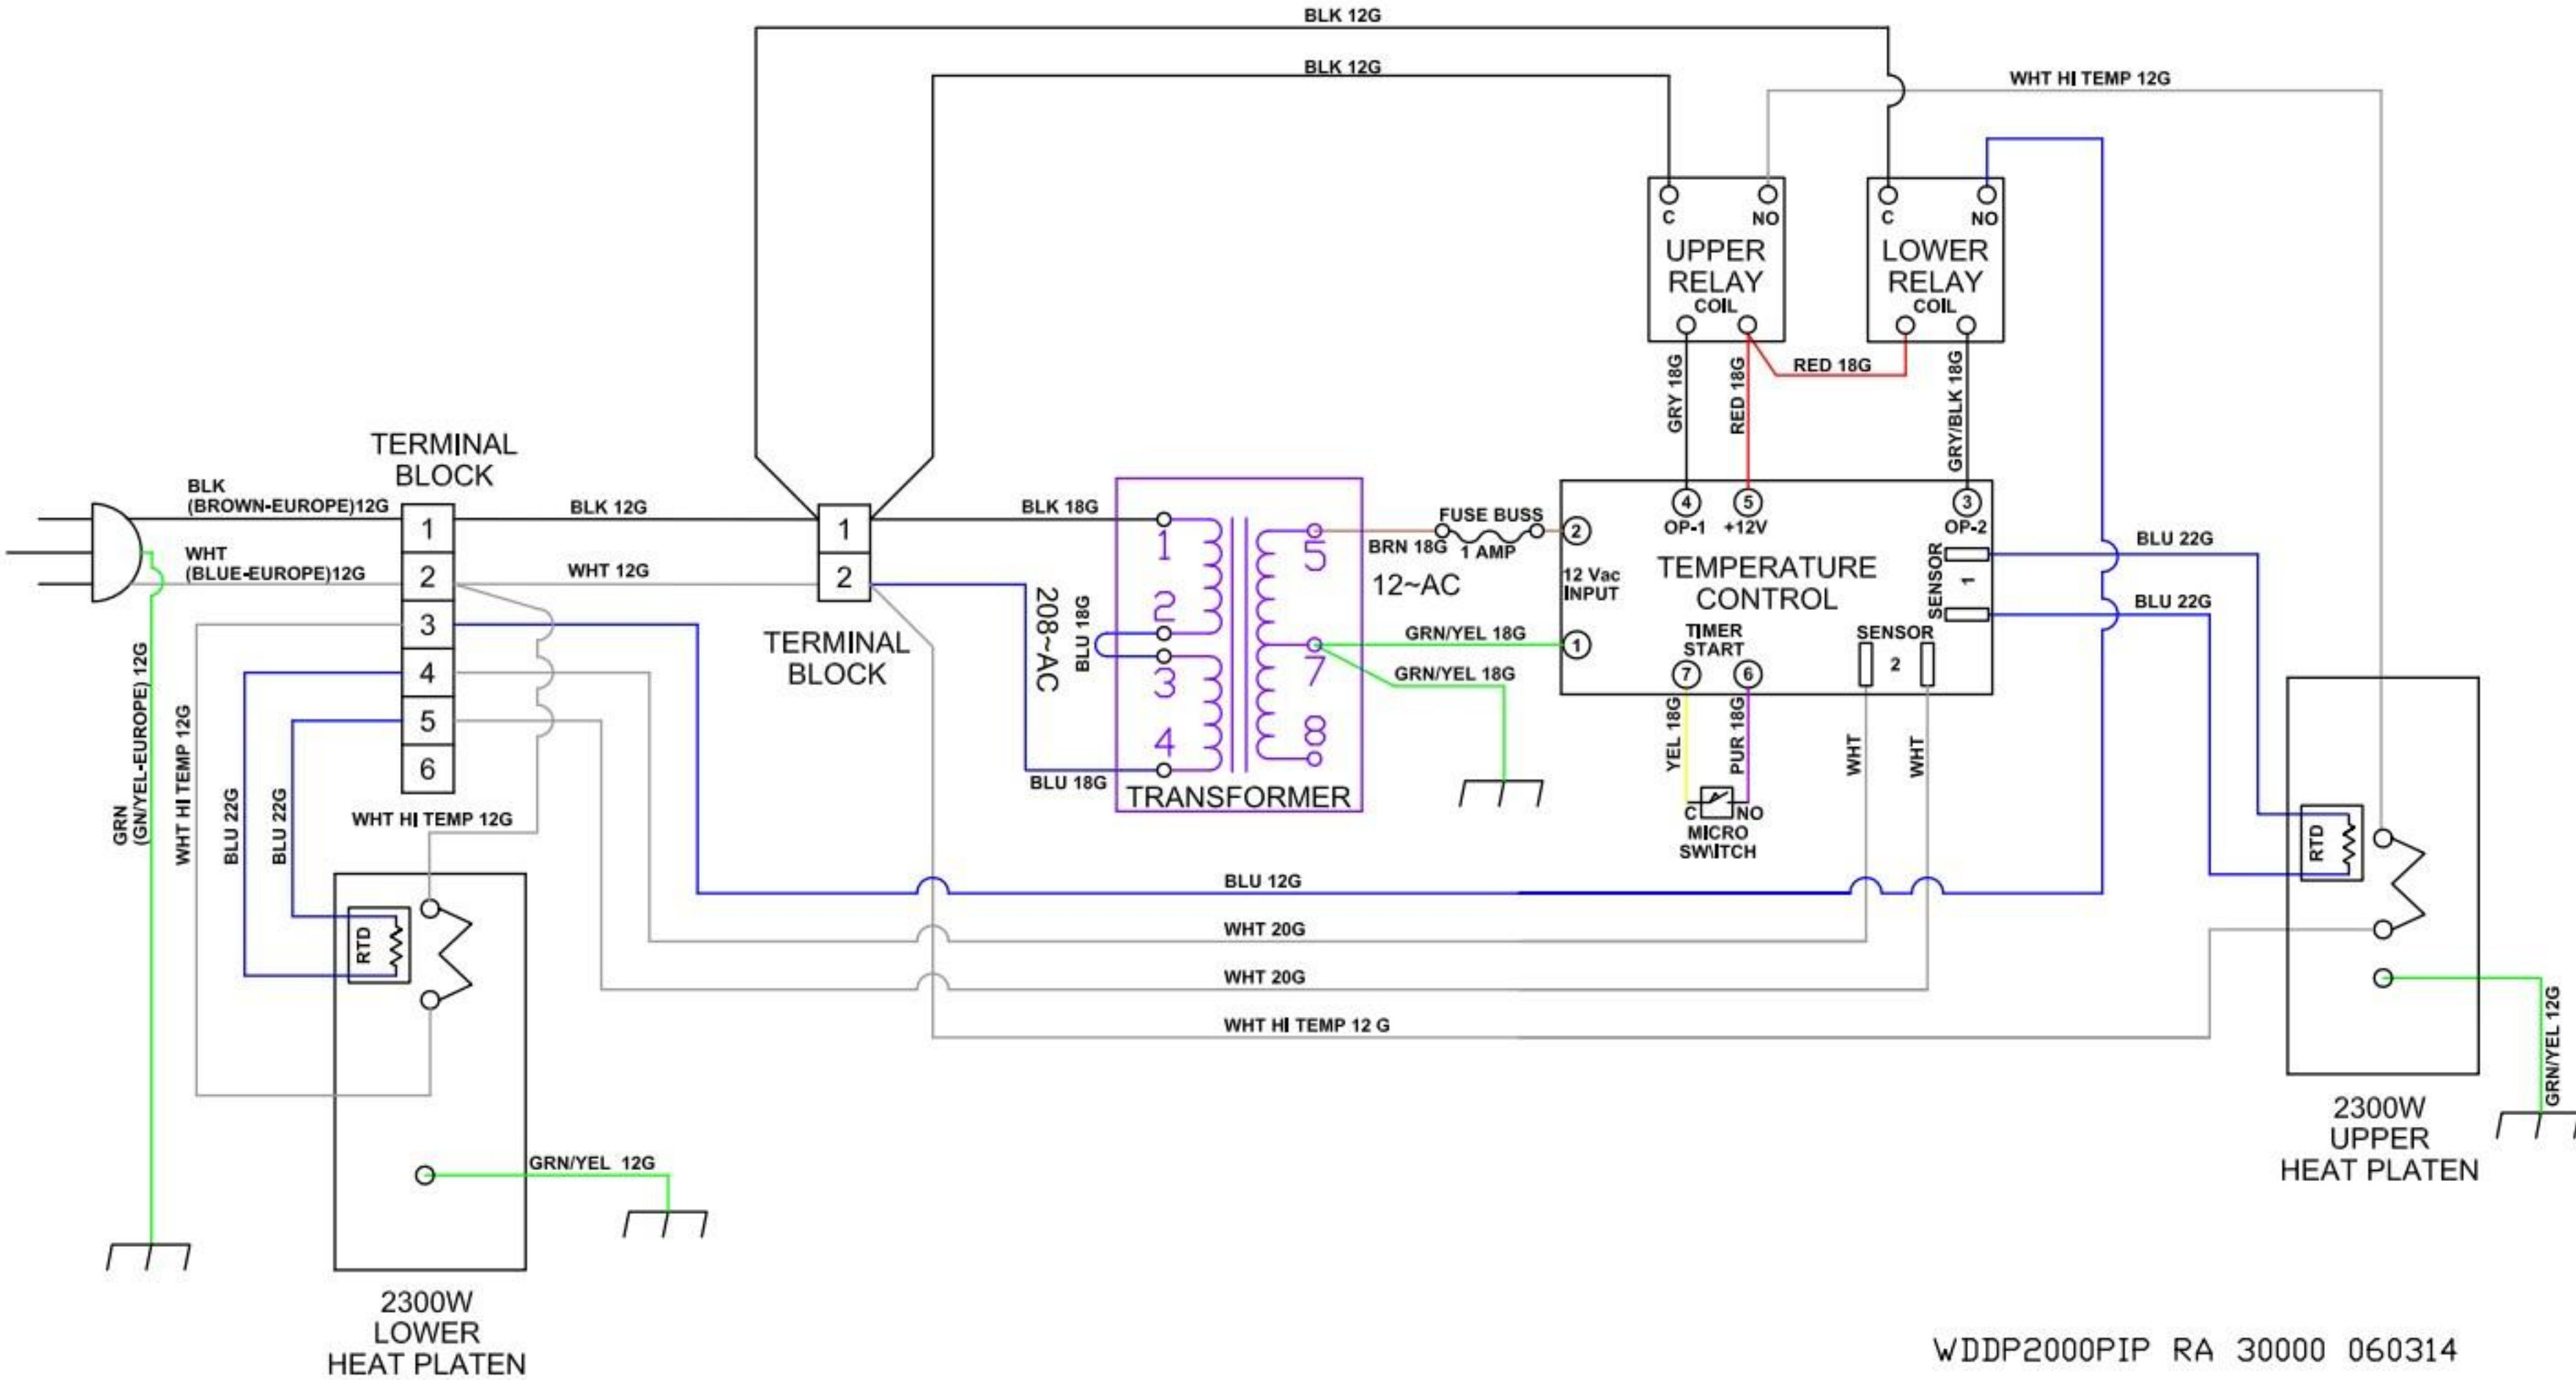 BLK 12G
BLK 12G
WHT HI TEMP 12G
C
NO
UPPER
RELAY
COIL
C
NO
LOWER
RELAY
COIL
GRY 18G
RED 18G
RED 18G
GRY/BLK 18G
TERMINAL
BLOCK
BLK
(BROWN-EUROPE)12G
WHT
(BLUE-EUROPE)12G
GRN
(GN/YEL-EUROPE) 12G
1
2
3
4
5
6
BLK 12G
WHT 12G
1
2
TERMINAL
BLOCK
BLK 18G
208~AC
BLU 18G
BLU 18G
1
2
3
4
5
7
8
TRANSFORMER
BRN 18G
FUSE BUSS
1 AMP
12~AC
GRN/YEL 18G
GRN/YEL 18G
2
12 Vac
INPUT
1
4
OP-1
5
+12V
3
OP-2
TEMPERATURE
CONTROL
SENSOR
1
SENSOR
2
TIMER
START
7
6
YEL 18G
PUR 18G
C
NO
MICRO
SWITCH
WHT
WHT
BLU 22G
BLU 22G
WHT HI TEMP 12G
BLU 22G
BLU 22G
WHT HI TEMP 12G
RTD
GRN/YEL 12G
2300W
LOWER
HEAT PLATEN
BLU 12G
WHT 20G
WHT 20G
WHT HI TEMP 12 G
RTD
GRN/YEL 12G
2300W
UPPER
HEAT PLATEN
WDDP2000PIP RA 30000 060314